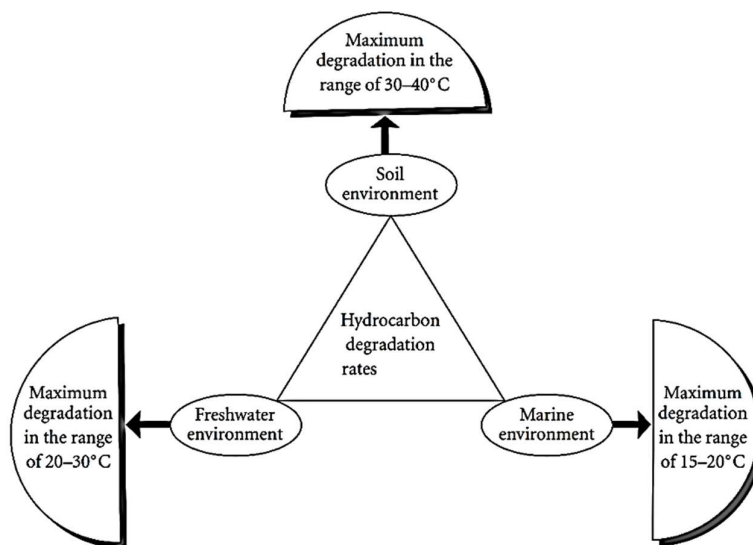 Maximum
degradation in the
range of 30–40°C
Soil
environment
Hydrocarbon
degradation
rates
Maximum
degradation
in the range
of 20–30°C
Freshwater
environment
Marine
environment
Maximum
degradation
in the range
of 15–20°C